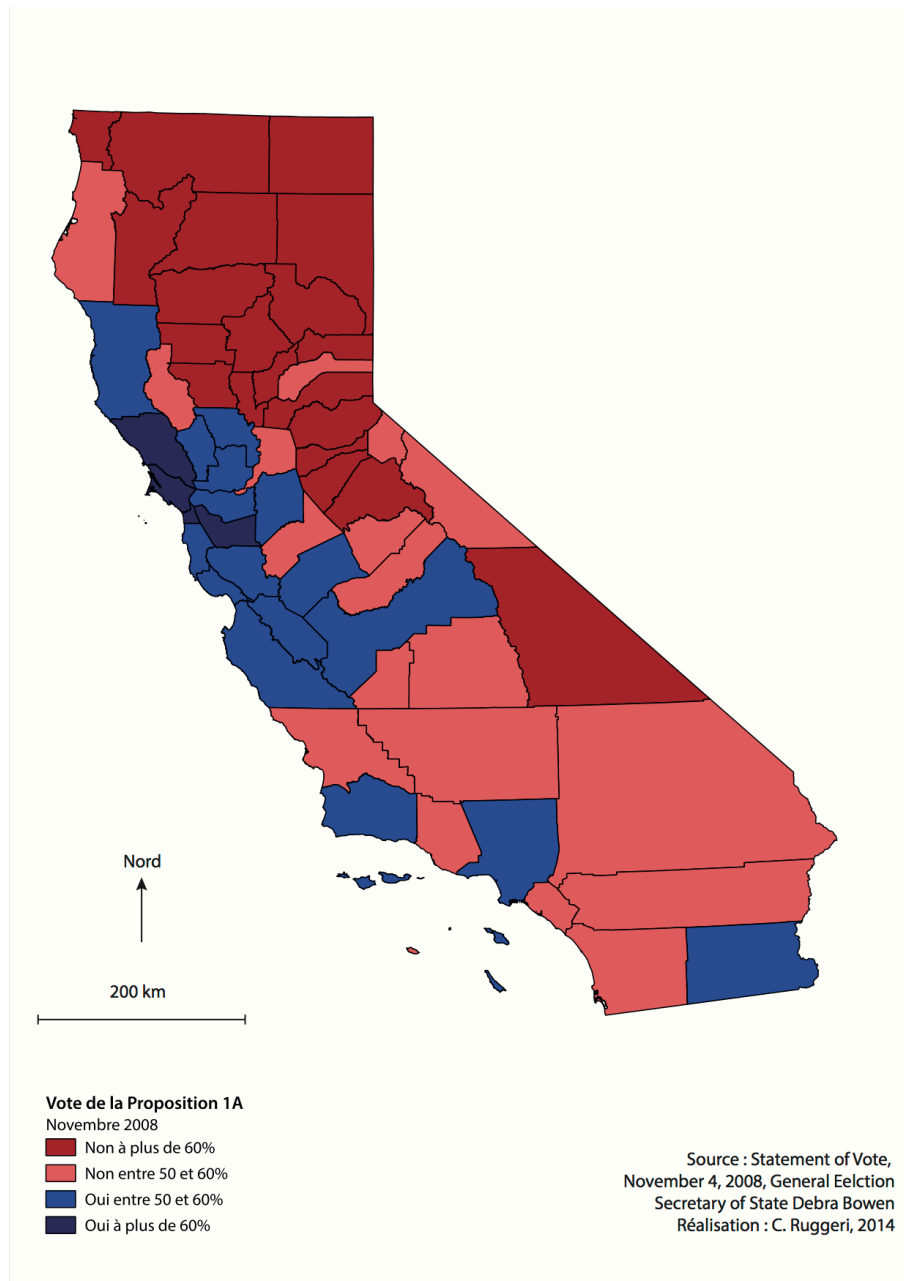 Nord
200 km
Vote de la Proposition 1A
Novembre 2008
Non à plus de 60%
Non entre 50 et 60%
Oui entre 50 et 60%
Oui à plus de 60%
Source : Statement of Vote,
November 4, 2008, General Eelction
Secretary of State Debra Bowen
Réalisation : C. Ruggeri, 2014